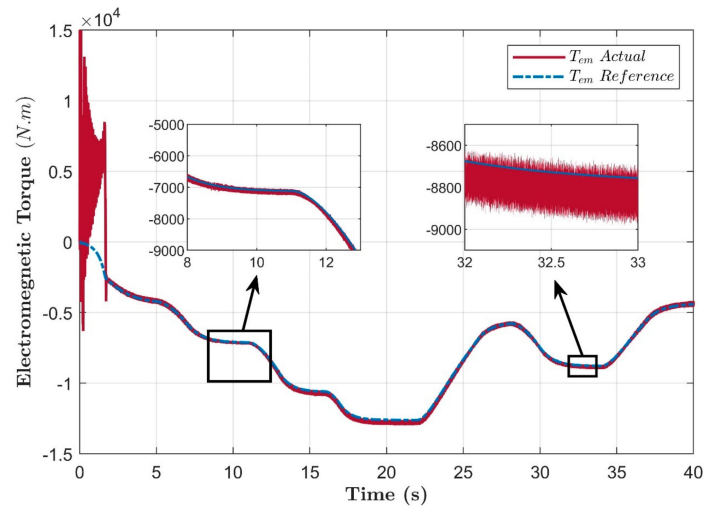 1.5 ×10⁴
T_em Actual
T_em Reference
1
0.5
0
-0.5
-1
-1.5
Electromegnetic Torque (N.m)
-5000
-6000
-7000
-8000
-9000
8 10 12
-8600
-8800
-9000
32 32.5 33
0 5 10 15 20 25 30 35 40
Time (s)